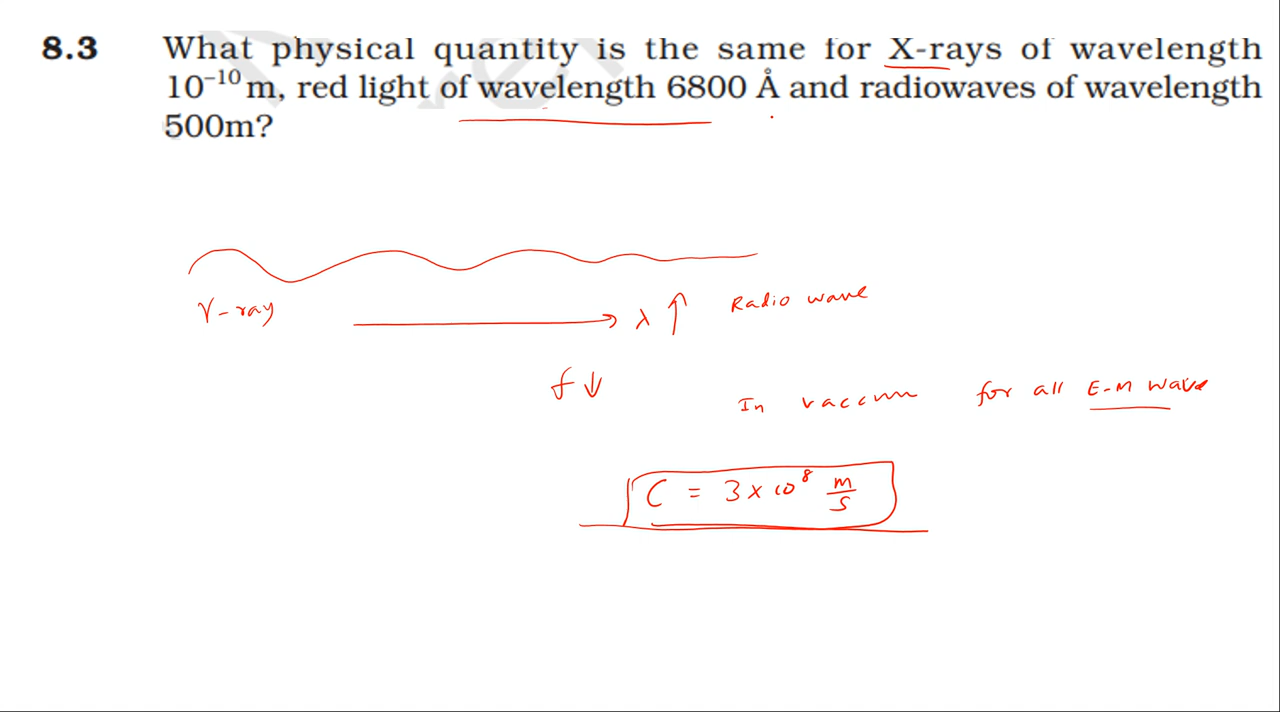 8.3 What physical quantity is the same for X-rays of wavelength
10⁻¹⁰ m, red light of wavelength 6800 Å and radiowaves of wavelength
500m?
γ-ray
λ ↑
Radio wave
f ↓
In vaccum for all E-M wave
C = 3 × 10⁸ m/s